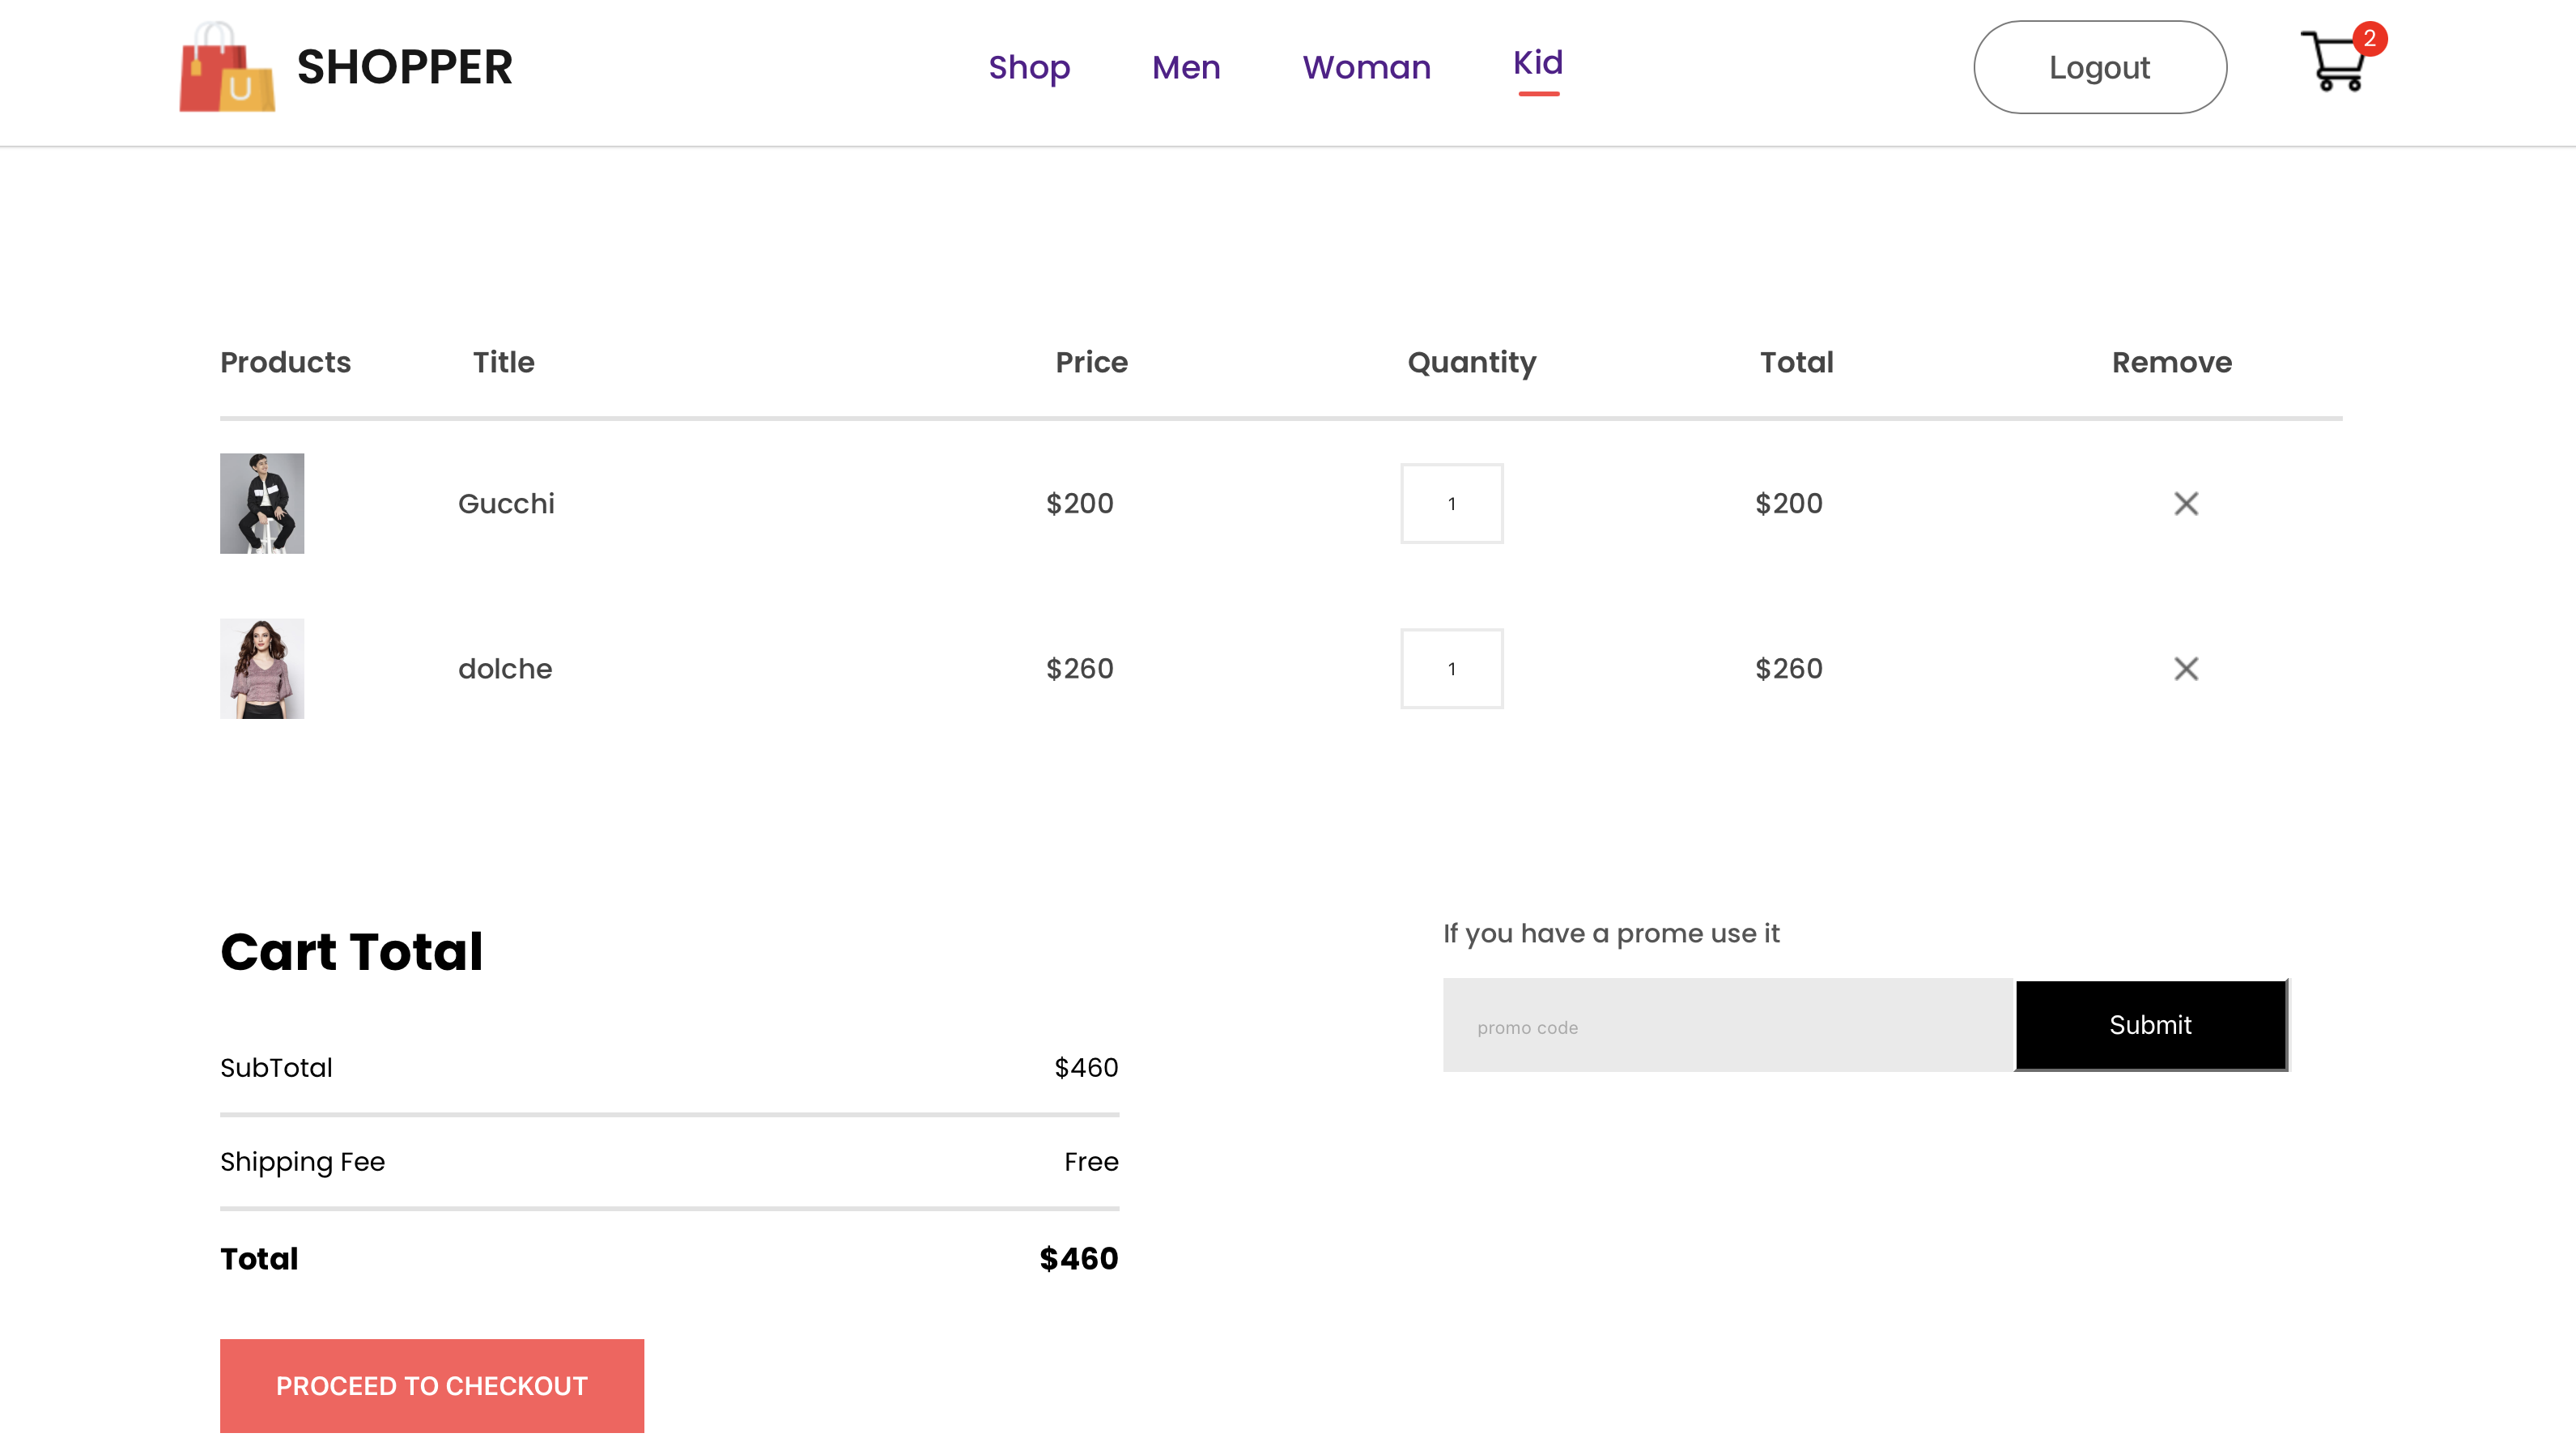 SHOPPER Shop Men Woman Kid Logout 2
Products Title Price Quantity Total Remove
Gucchi $200 1 $200
dolche $260 1 $260
Cart Total
If you have a prome use it
promo code Submit
SubTotal $460
Shipping Fee Free
Total $460
PROCEED TO CHECKOUT